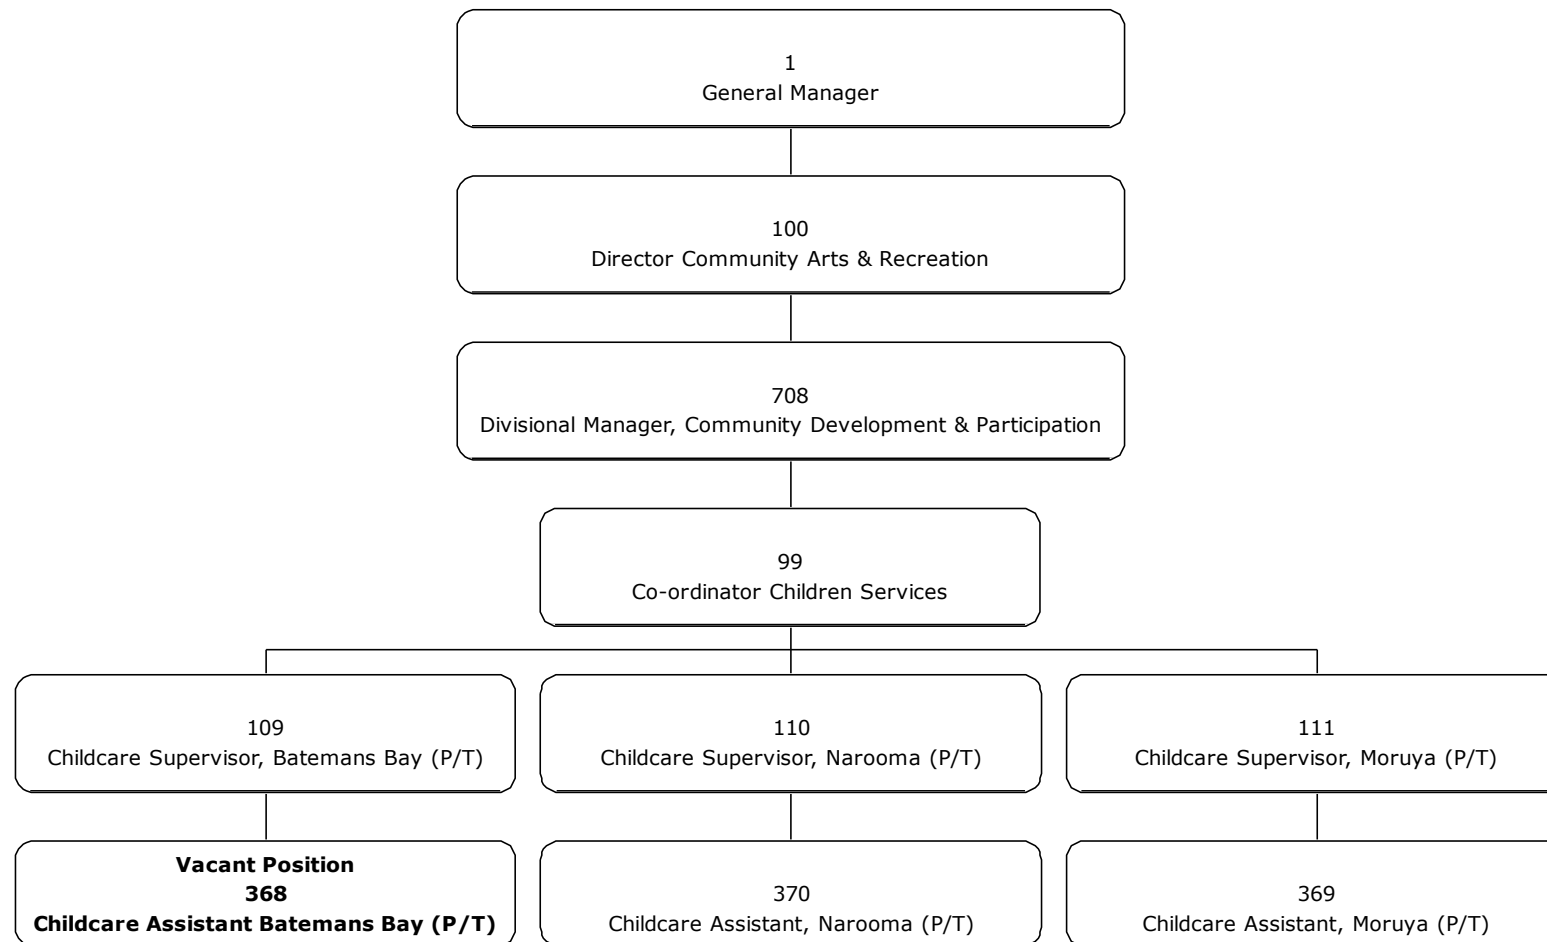 1
General Manager
100
Director Community Arts & Recreation
708
Divisional Manager, Community Development & Participation
99
Co-ordinator Children Services
109
Childcare Supervisor, Batemans Bay (P/T)
110
Childcare Supervisor, Narooma (P/T)
111
Childcare Supervisor, Moruya (P/T)
Vacant Position
368
Childcare Assistant Batemans Bay (P/T)
370
Childcare Assistant, Narooma (P/T)
369
Childcare Assistant, Moruya (P/T)